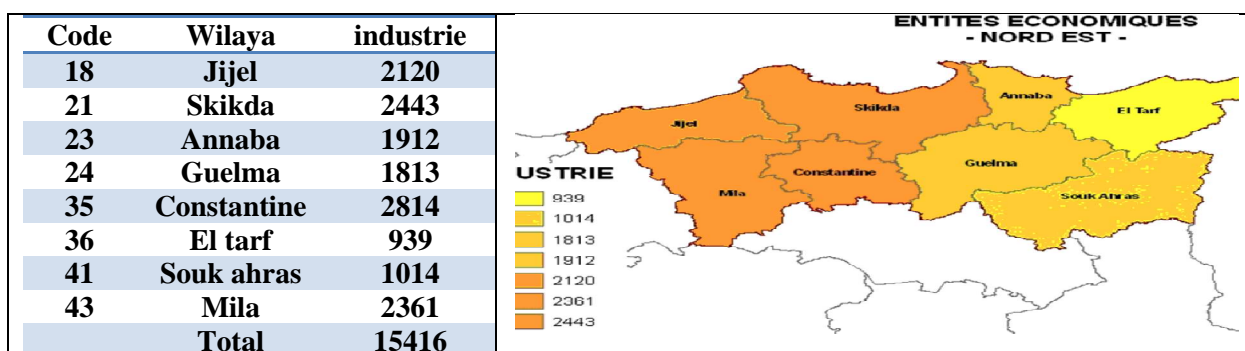 Code Wilaya industrie
18 Jijel 2120
21 Skikda 2443
23 Annaba 1912
24 Guelma 1813
35 Constantine 2814
36 El tarf 939
41 Souk ahras 1014
43 Mila 2361
Total 15416
ENTITES ECONOMIQUES
- NORD EST -
Annaba
Skikda
El Tarf
Jijel
Guelma
Constantine
Mila
Souk Ahras
USTRIE
939
1014
1813
1912
2120
2361
2443